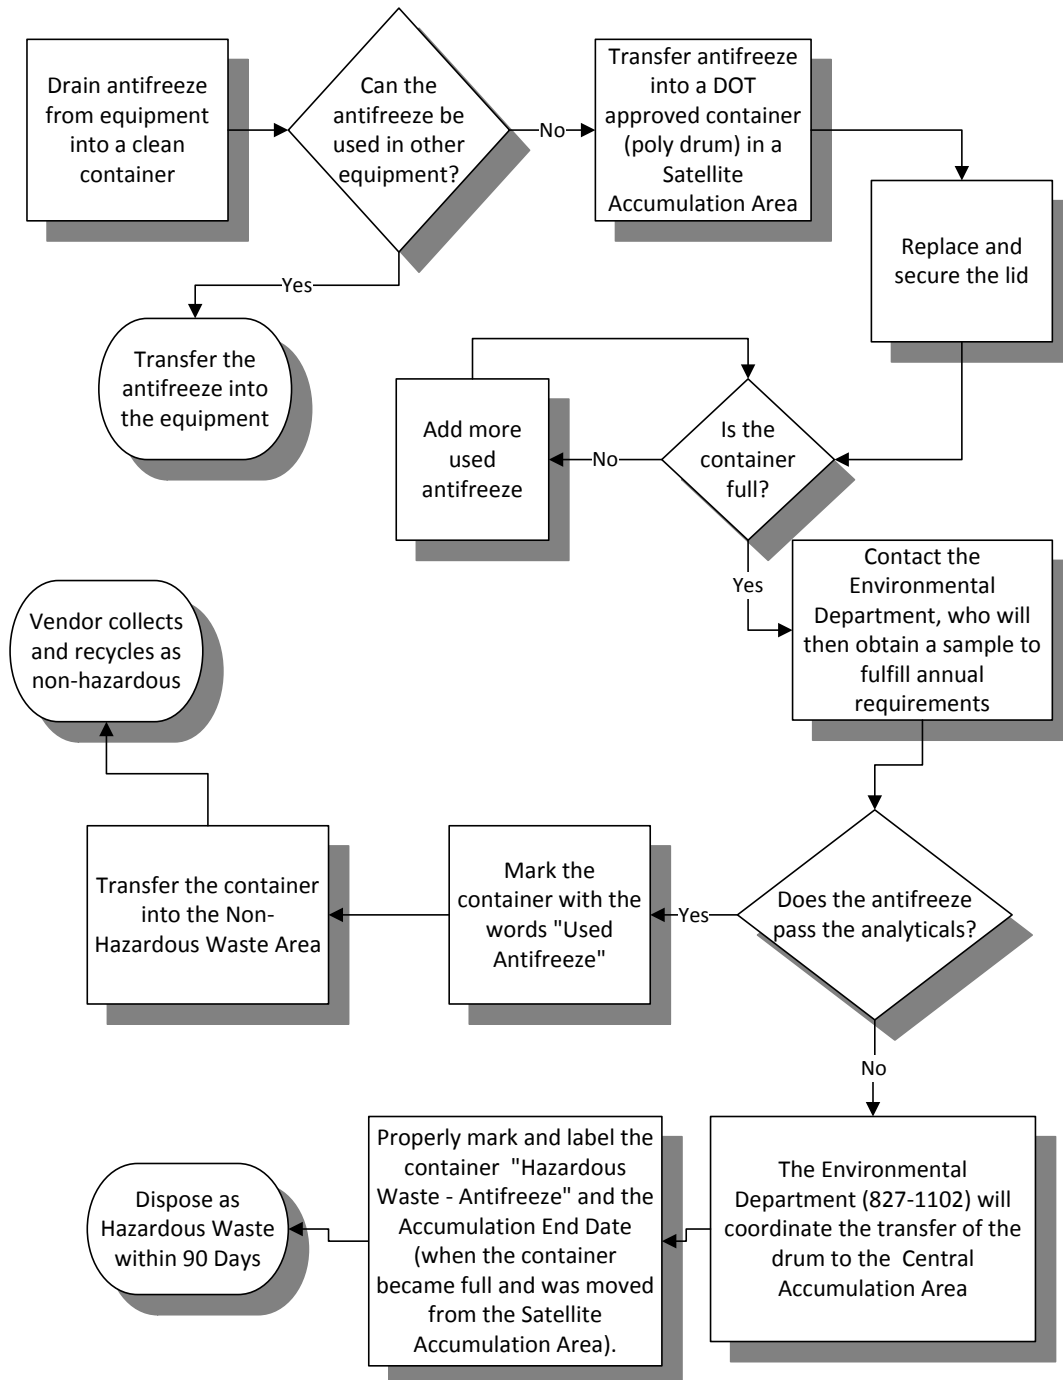 Drain antifreeze
from equipment
into a clean
container
Can the
antifreeze be
used in other
equipment?
No
Transfer antifreeze
into a DOT
approved container
(poly drum) in a
Satellite
Accumulation Area
Replace and
secure the lid
Yes
Transfer the
antifreeze into
the equipment
Add more
used
antifreeze
No
Is the
container
full?
Yes
Contact the
Environmental
Department, who will
then obtain a sample to
fulfill annual
requirements
Vendor collects
and recycles as
non-hazardous
Transfer the container
into the Non-
Hazardous Waste Area
Mark the
container with the
words "Used
Antifreeze"
Yes
Does the antifreeze
pass the analyticals?
No
Dispose as
Hazardous Waste
within 90 Days
Properly mark and label the
container  "Hazardous
Waste - Antifreeze" and the
Accumulation End Date
(when the container
became full and was moved
from the Satellite
Accumulation Area).
The Environmental
Department (827-1102) will
coordinate the transfer of the
drum to the  Central
Accumulation Area